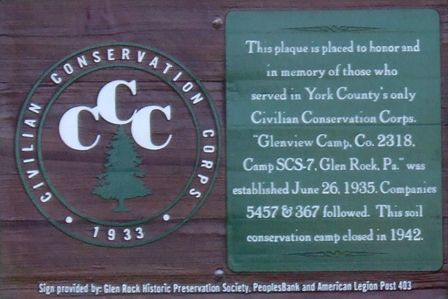 CIVILIAN CONSERVATION CORPS
CCC
1933
This plaque is placed to honor and
in memory of those who
served in York County's only
Civilian Conservation Corps.
"Glenview Camp, Co. 2318,
Camp SCS-7, Glen Rock, Pa." was
established June 26, 1935. Companies
5457 & 367 followed. This soil
conservation camp closed in 1942.
Sign provided by: Glen Rock Historic Preservation Society, PeoplesBank and American Legion Post 403